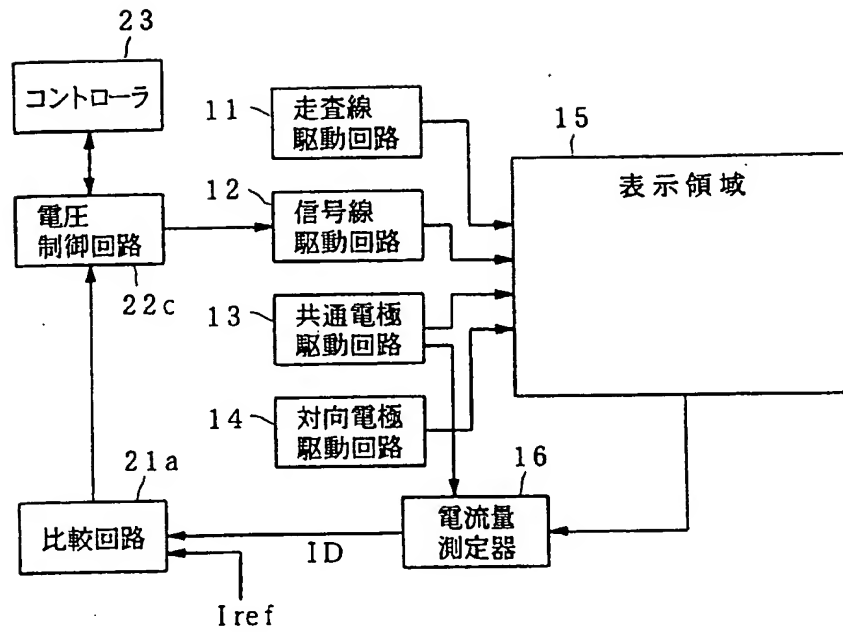 23
コントローラ
11
走査線
駆動回路
15
表示領域
12
信号線
駆動回路
電圧
制御回路
22c
13
共通電極
駆動回路
14
対向電極
駆動回路
21a
比較回路
16
電流量
測定器
ID
Iref